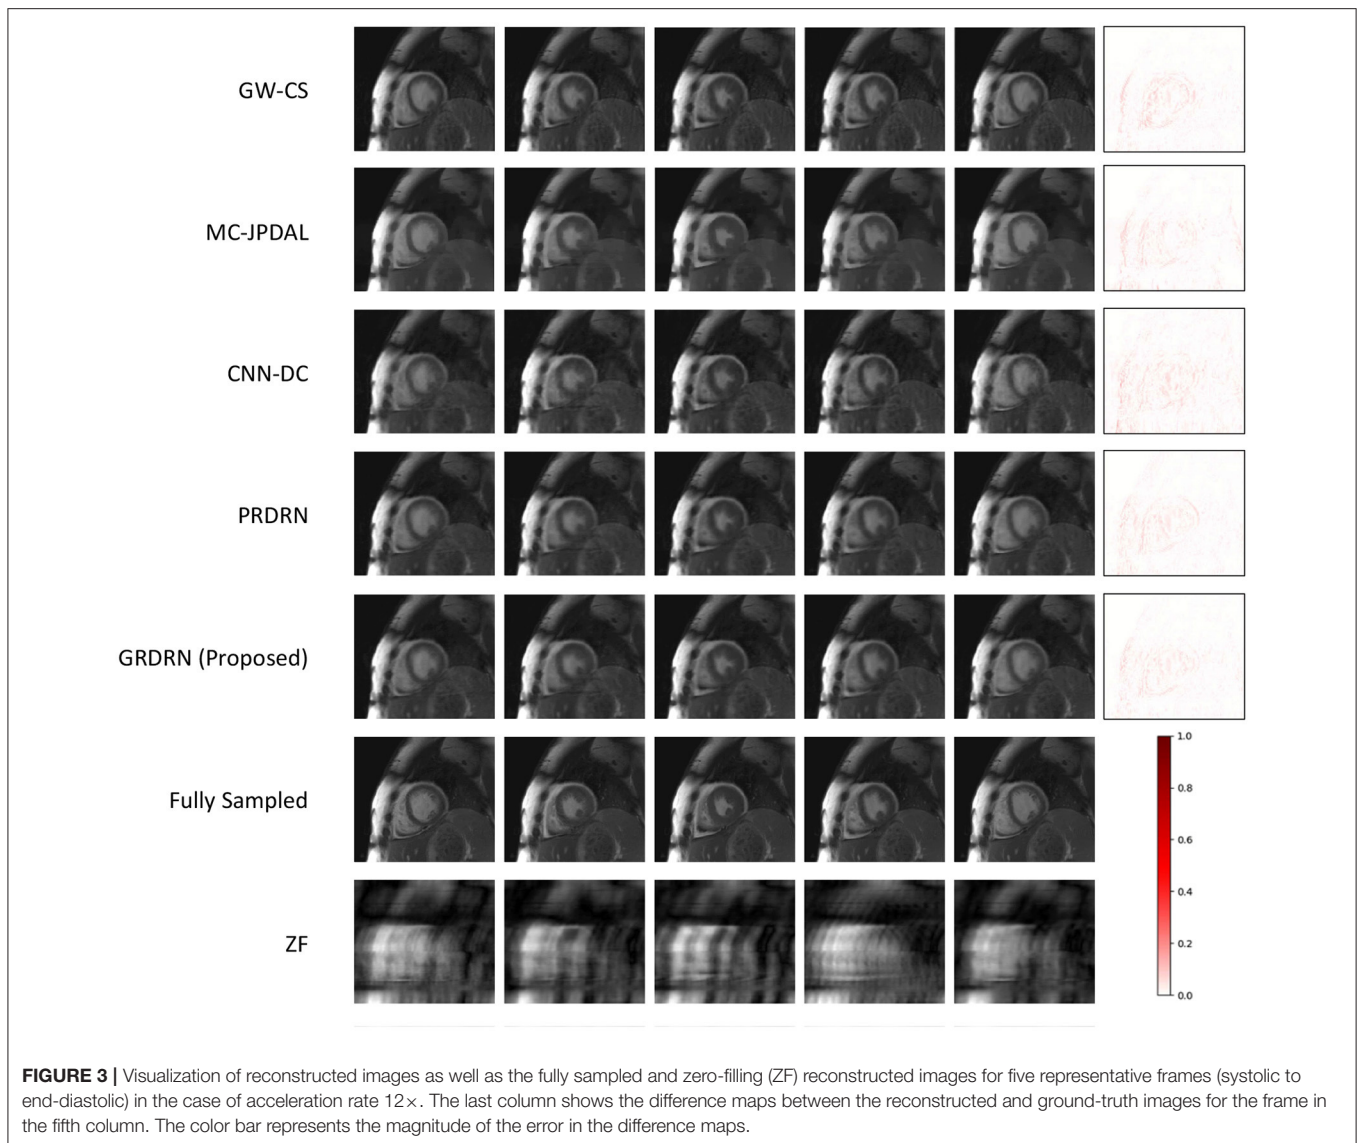 GW-CS
MC-JPDAL
CNN-DC
PRDRN
GRDRN (Proposed)
Fully Sampled
1.0
0.8
0.6
0.4
0.2
0.0
ZF
FIGURE 3 | Visualization of reconstructed images as well as the fully sampled and zero-filling (ZF) reconstructed images for five representative frames (systolic to
end-diastolic) in the case of acceleration rate 12×. The last column shows the difference maps between the reconstructed and ground-truth images for the frame in
the fifth column. The color bar represents the magnitude of the error in the difference maps.